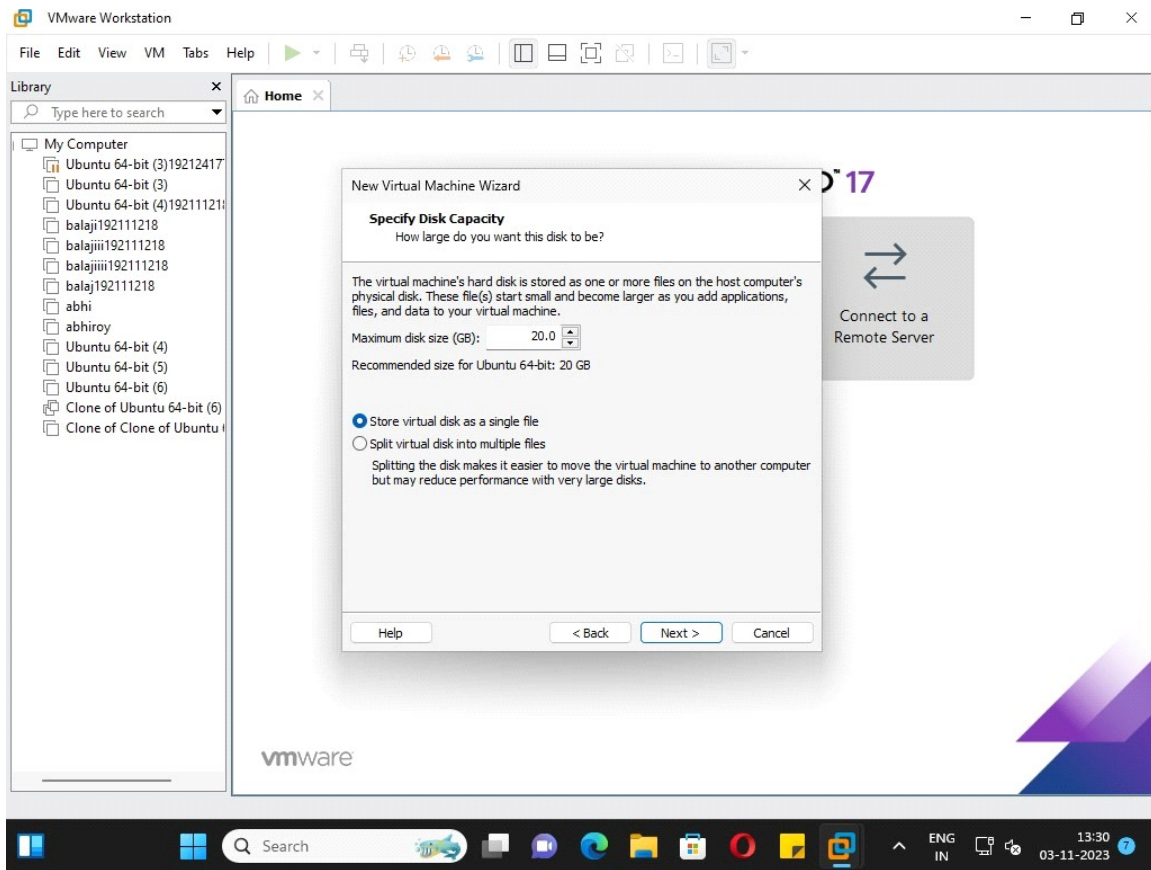 VMware Workstation
File Edit View VM Tabs Help
Library
Type here to search
Home
My Computer
Ubuntu 64-bit (3)19212417
Ubuntu 64-bit (3)
Ubuntu 64-bit (4)19211121
balaji192111218
balajiii192111218
balajiiii192111218
balaj192111218
abhi
abhiroy
Ubuntu 64-bit (4)
Ubuntu 64-bit (5)
Ubuntu 64-bit (6)
Clone of Ubuntu 64-bit (6)
Clone of Clone of Ubuntu
17
New Virtual Machine Wizard
Specify Disk Capacity
How large do you want this disk to be?
The virtual machine's hard disk is stored as one or more files on the host computer's
physical disk. These file(s) start small and become larger as you add applications,
files, and data to your virtual machine.
Maximum disk size (GB): 20.0
Recommended size for Ubuntu 64-bit: 20 GB
Store virtual disk as a single file
Split virtual disk into multiple files
Splitting the disk makes it easier to move the virtual machine to another computer
but may reduce performance with very large disks.
Help < Back Next > Cancel
Connect to a
Remote Server
vmware
Search
ENG
IN
13:30
03-11-2023
7